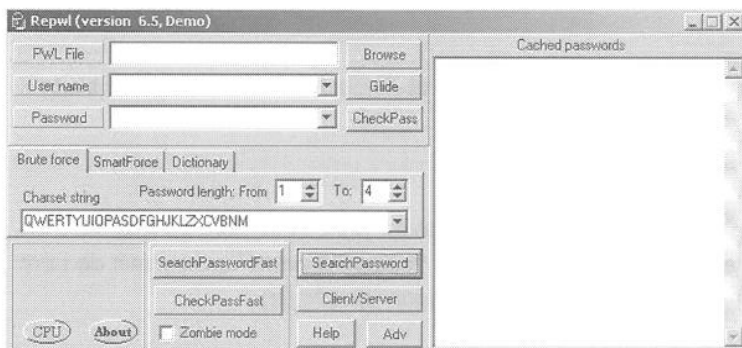 Repwl (version 6.5, Demo)
PWL File
Browse
User name
Glide
Password
CheckPass
Brute force
SmartForce
Dictionary
Charset string
Password length: From 1 To: 4
QWERTYUIOPASDFGHJKLZXCVBNM
SearchPasswordFast
SearchPassword
CheckPassFast
Client/Server
CPU
About
Zombie mode
Help
Adv
Cached passwords